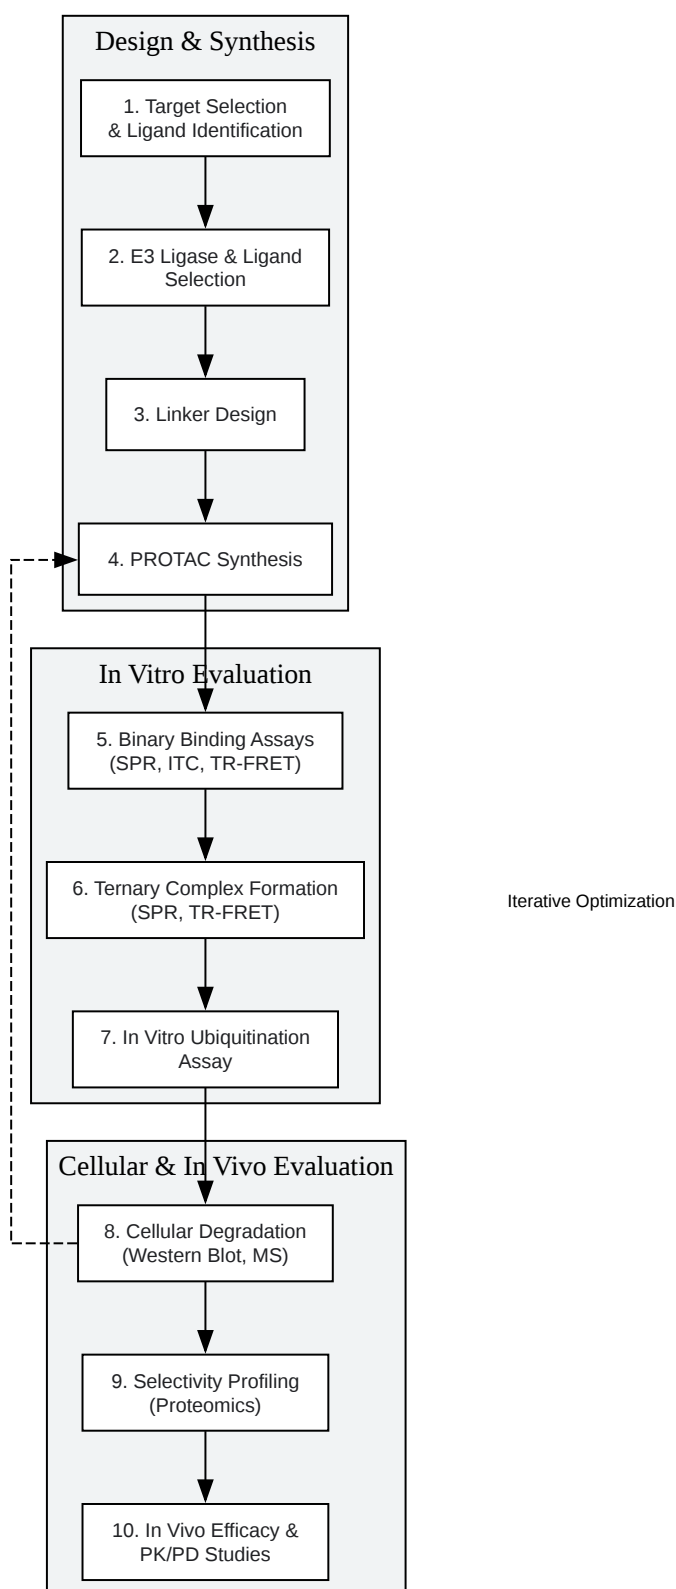 Design & Synthesis
1. Target Selection
& Ligand Identification
2. E3 Ligase & Ligand
Selection
3. Linker Design
4. PROTAC Synthesis
In Vitro Evaluation
5. Binary Binding Assays
(SPR, ITC, TR-FRET)
6. Ternary Complex Formation
(SPR, TR-FRET)
Iterative Optimization
7. In Vitro Ubiquitination
Assay
Cellular & In Vivo Evaluation
8. Cellular Degradation
(Western Blot, MS)
9. Selectivity Profiling
(Proteomics)
10. In Vivo Efficacy &
PK/PD Studies